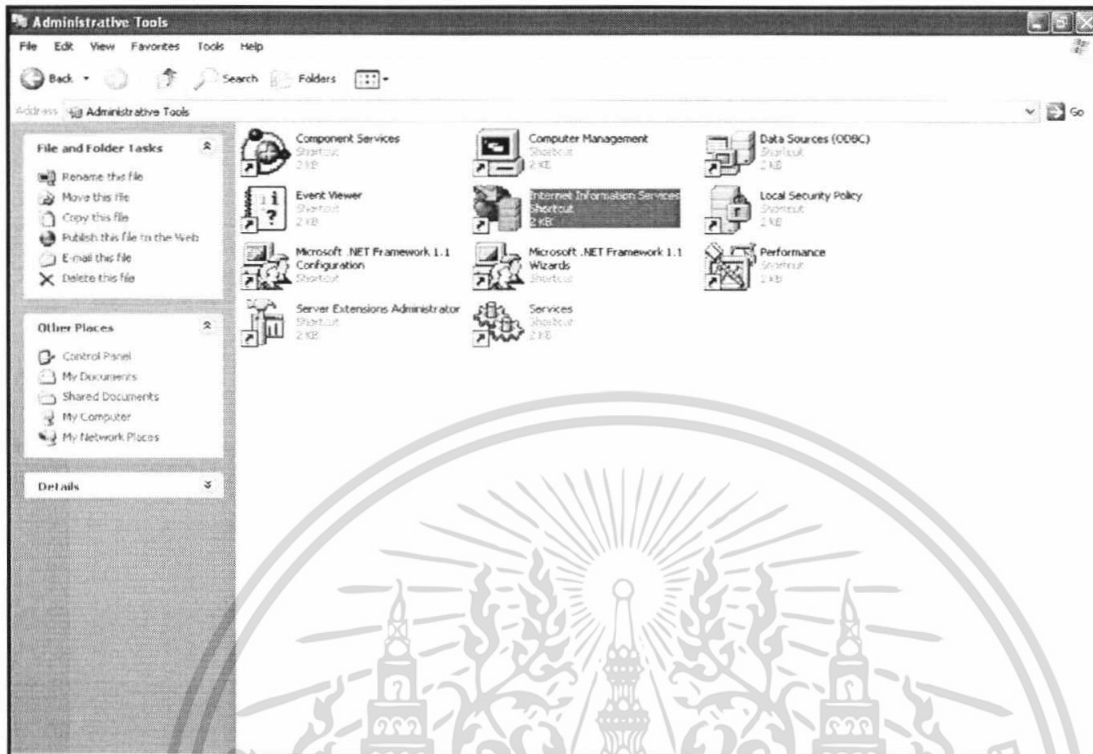 Administrative Tools
File Edit View Favorites Tools Help
Back Search Folders
Address Administrative Tools Go
File and Folder Tasks
Rename this file
Move this file
Copy this file
Publish this file to the Web
E-mail this file
Delete this file
Other Places
Control Panel
My Documents
Shared Documents
My Computer
My Network Places
Details
Component Services
Shortcut
2 KB
Computer Management
Shortcut
2 KB
Data Sources (ODBC)
Shortcut
2 KB
Event Viewer
Shortcut
2 KB
Internet Information Services
Shortcut
2 KB
Local Security Policy
Shortcut
2 KB
Microsoft .NET Framework 1.1
Configuration
Shortcut
Microsoft .NET Framework 1.1
Wizards
Shortcut
Performance
Shortcut
2 KB
Server Extensions Administrator
Shortcut
2 KB
Services
Shortcut
2 KB